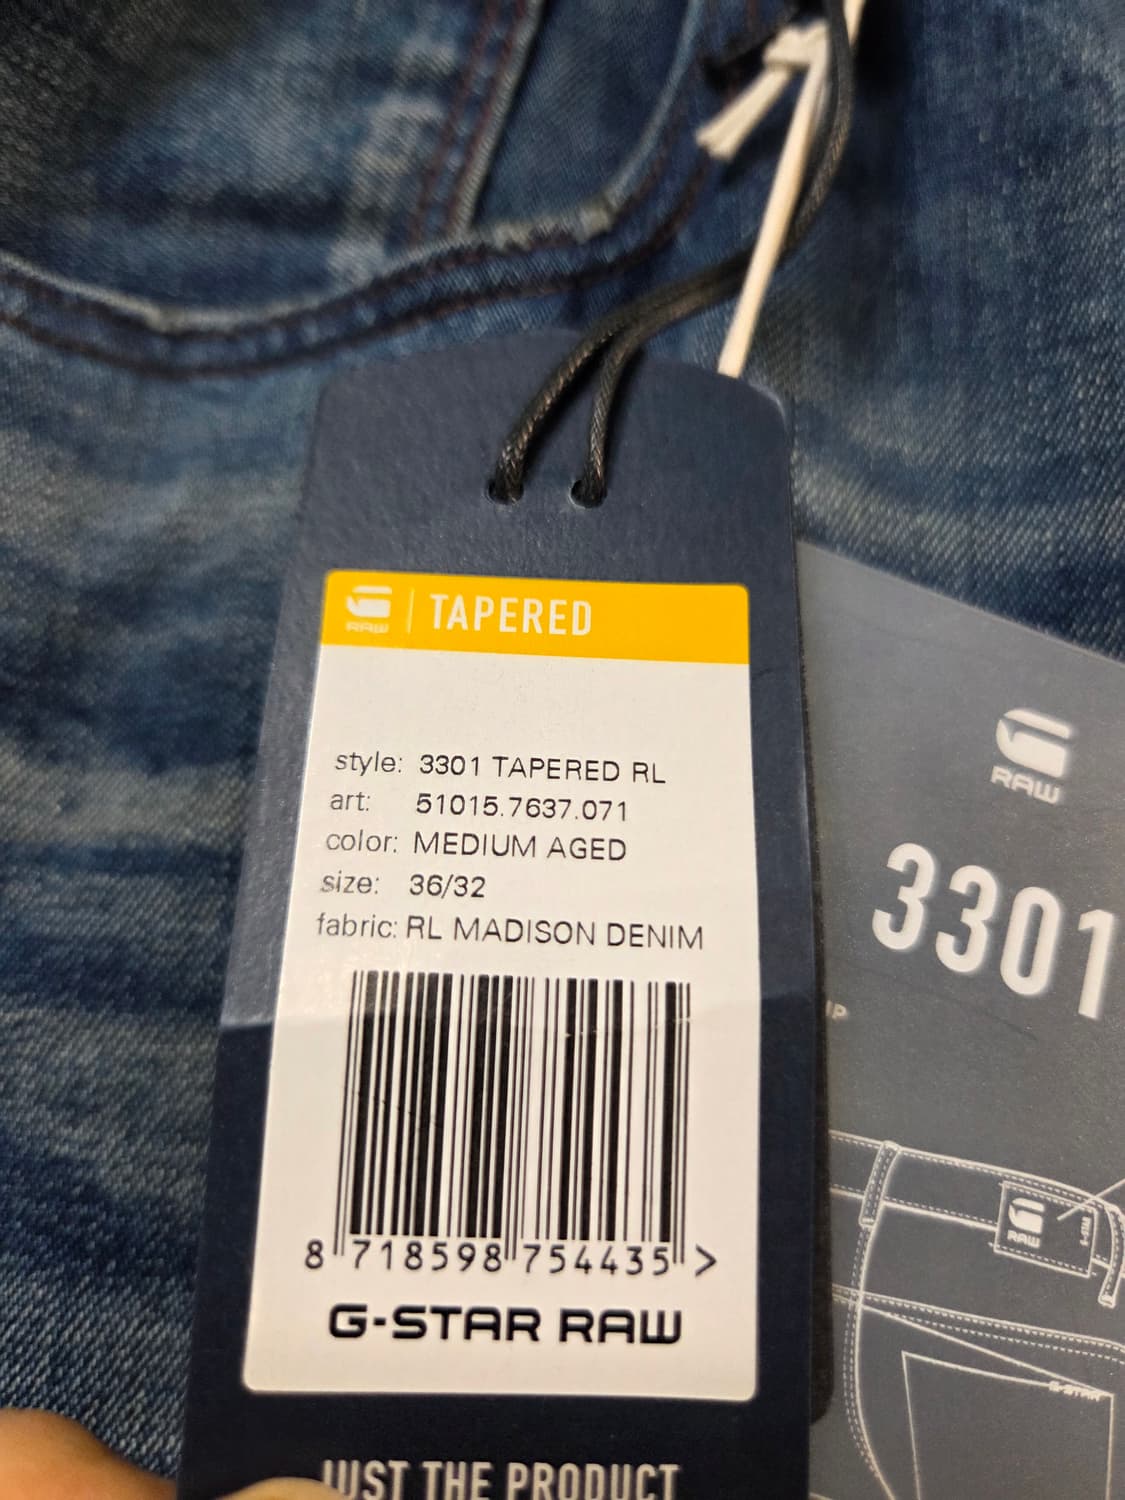 RAW
TAPERED
style: 3301 TAPERED RL
art: 51015.7637.071
color: MEDIUM AGED
size: 36/32
fabric: RL MADISON DENIM
8 718598 754435 >
G-STAR RAW
JUST THE PRODUCT
RAW
3301
RAW
G-STAR